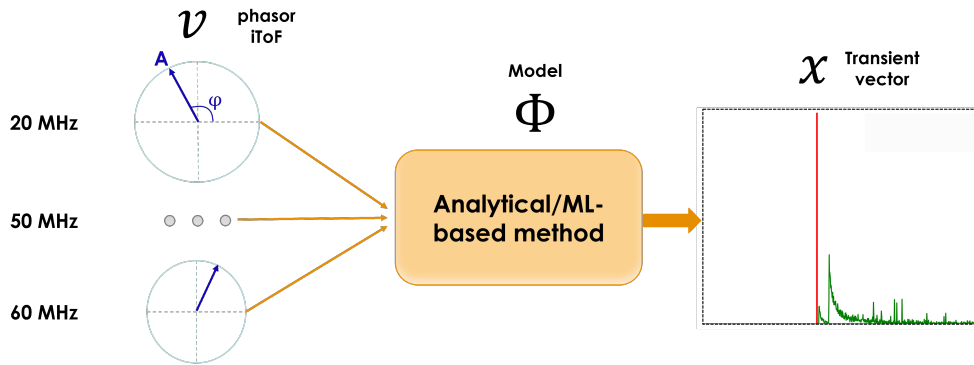 v phasor
iToF
A
φ
20 MHz
50 MHz
60 MHz
Model
Φ
Analytical/ML-
based method
x Transient
vector